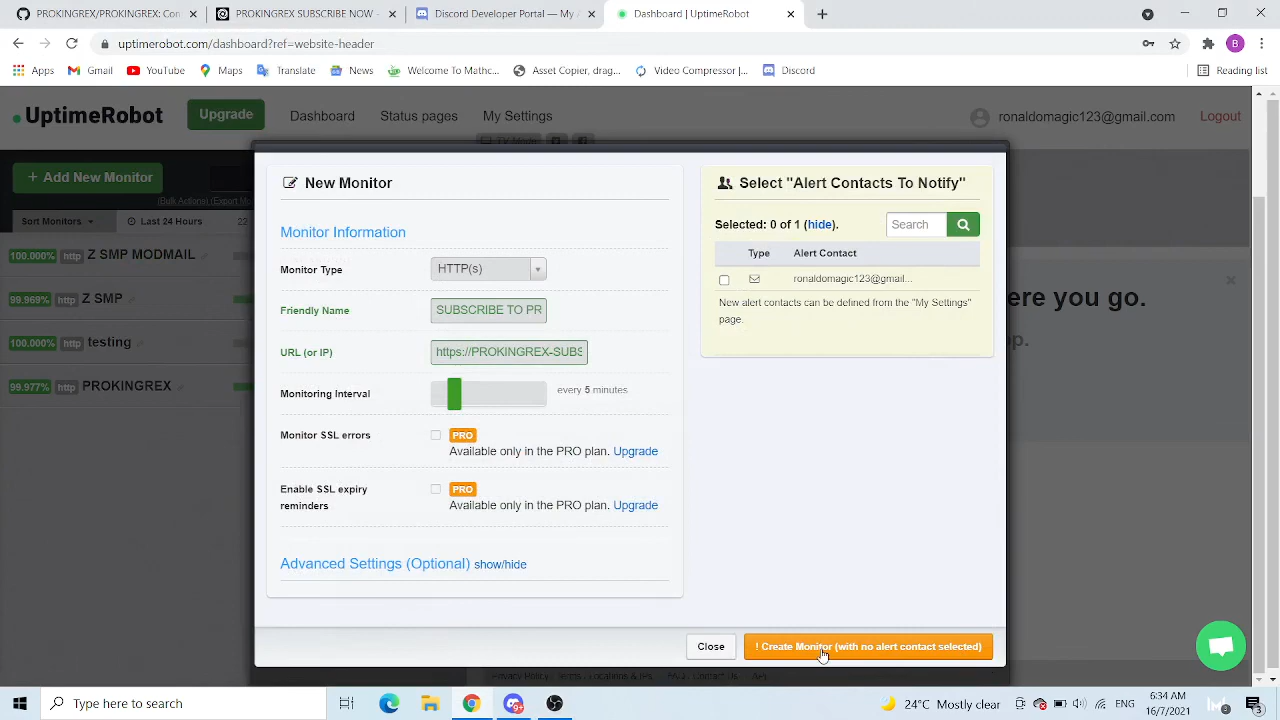 PROKINGREX/PROKINGREX: Con
PROKINGREX-SUBSCRIBE
Discord Developer Portal — My A
Dashboard | UptimeRobot
uptimerobot.com/dashboard?ref=website-header
Apps
Gmail
YouTube
Maps
Translate
News
Welcome To Mathc...
Asset Copier, drag...
Video Compressor |...
Discord
Reading list
UptimeRobot
Upgrade
Dashboard
Status pages
My Settings
ronaldomagic123@gmail.com
Logout
TV Mode
+ Add New Monitor
(Bulk Actions) (Export Mo
Sort Monitors
Last 24 Hours
22
100.000% http Z SMP MODMAIL
99.969% http Z SMP
100.000% http testing
99.977% http PROKINGREX
ere you go.
op.
New Monitor
Monitor Information
Monitor Type
HTTP(s)
Friendly Name
SUBSCRIBE TO PR
URL (or IP)
https://PROKINGREX-SUBS
Monitoring Interval
every 5 minutes
Monitor SSL errors
PRO
Available only in the PRO plan. Upgrade
Enable SSL expiry
reminders
PRO
Available only in the PRO plan. Upgrade
Advanced Settings (Optional) show/hide
Select "Alert Contacts To Notify"
Selected: 0 of 1 (hide).
Search
Type
Alert Contact
ronaldomagic123@gmail...
New alert contacts can be defined from the "My Settings"
page.
Close
! Create Monitor (with no alert contact selected)
Type here to search
24°C Mostly clear
6:34 AM
16/7/2021
3